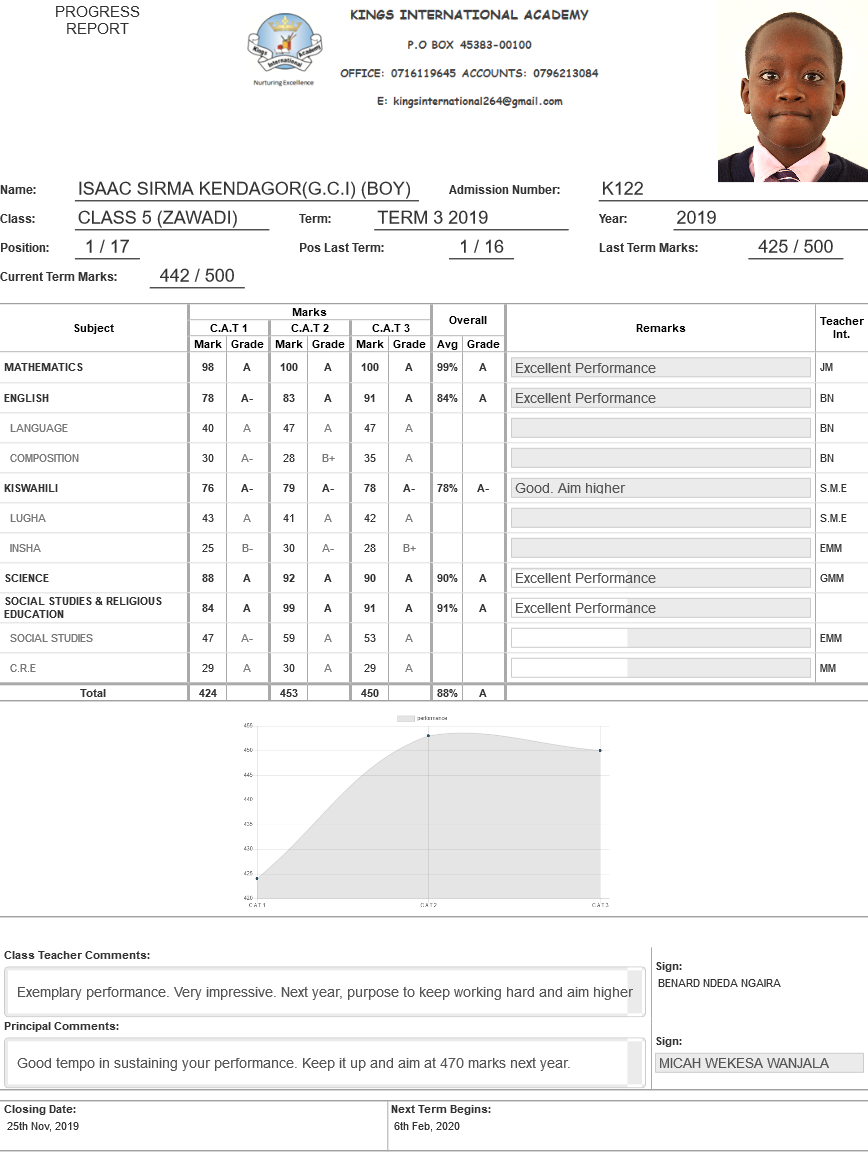 PROGRESS
REPORT
KINGS INTERNATIONAL ACADEMY
P.O BOX 45383-00100
OFFICE: 0716119645 ACCOUNTS: 0796213084
E: kingsinternational264@gmail.com
Kings Academy
International
Nurturing Excellence
Name: ISAAC SIRMA KENDAGOR(G.C.I) (BOY) Admission Number: K122
Class: CLASS 5 (ZAWADI) Term: TERM 3 2019 Year: 2019
Position: 1 / 17 Pos Last Term: 1 / 16 Last Term Marks: 425 / 500
Current Term Marks: 442 / 500
Subject Marks Overall Remarks Teacher Int.
C.A.T 1 C.A.T 2 C.A.T 3
Mark Grade Mark Grade Mark Grade Avg Grade
MATHEMATICS 98 A 100 A 100 A 99% A Excellent Performance JM
ENGLISH 78 A- 83 A 91 A 84% A Excellent Performance BN
LANGUAGE 40 A 47 A 47 A BN
COMPOSITION 30 A- 28 B+ 35 A BN
KISWAHILI 76 A- 79 A- 78 A- 78% A- Good. Aim higher S.M.E
LUGHA 43 A 41 A 42 A S.M.E
INSHA 25 B- 30 A- 28 B+ EMM
SCIENCE 88 A 92 A 90 A 90% A Excellent Performance GMM
SOCIAL STUDIES & RELIGIOUS
EDUCATION 84 A 99 A 91 A 91% A Excellent Performance
SOCIAL STUDIES 47 A- 59 A 53 A EMM
C.R.E 29 A 30 A 29 A MM
Total 424 453 450 88% A
performance
455
450
445
440
435
430
425
420
CAT1 CAT2 CAT3
Class Teacher Comments:
Exemplary performance. Very impressive. Next year, purpose to keep working hard and aim higher
Sign:
BENARD NDEDA NGAIRA
Principal Comments:
Good tempo in sustaining your performance. Keep it up and aim at 470 marks next year.
Sign:
MICAH WEKESA WANJALA
Closing Date: Next Term Begins:
25th Nov, 2019 6th Feb, 2020